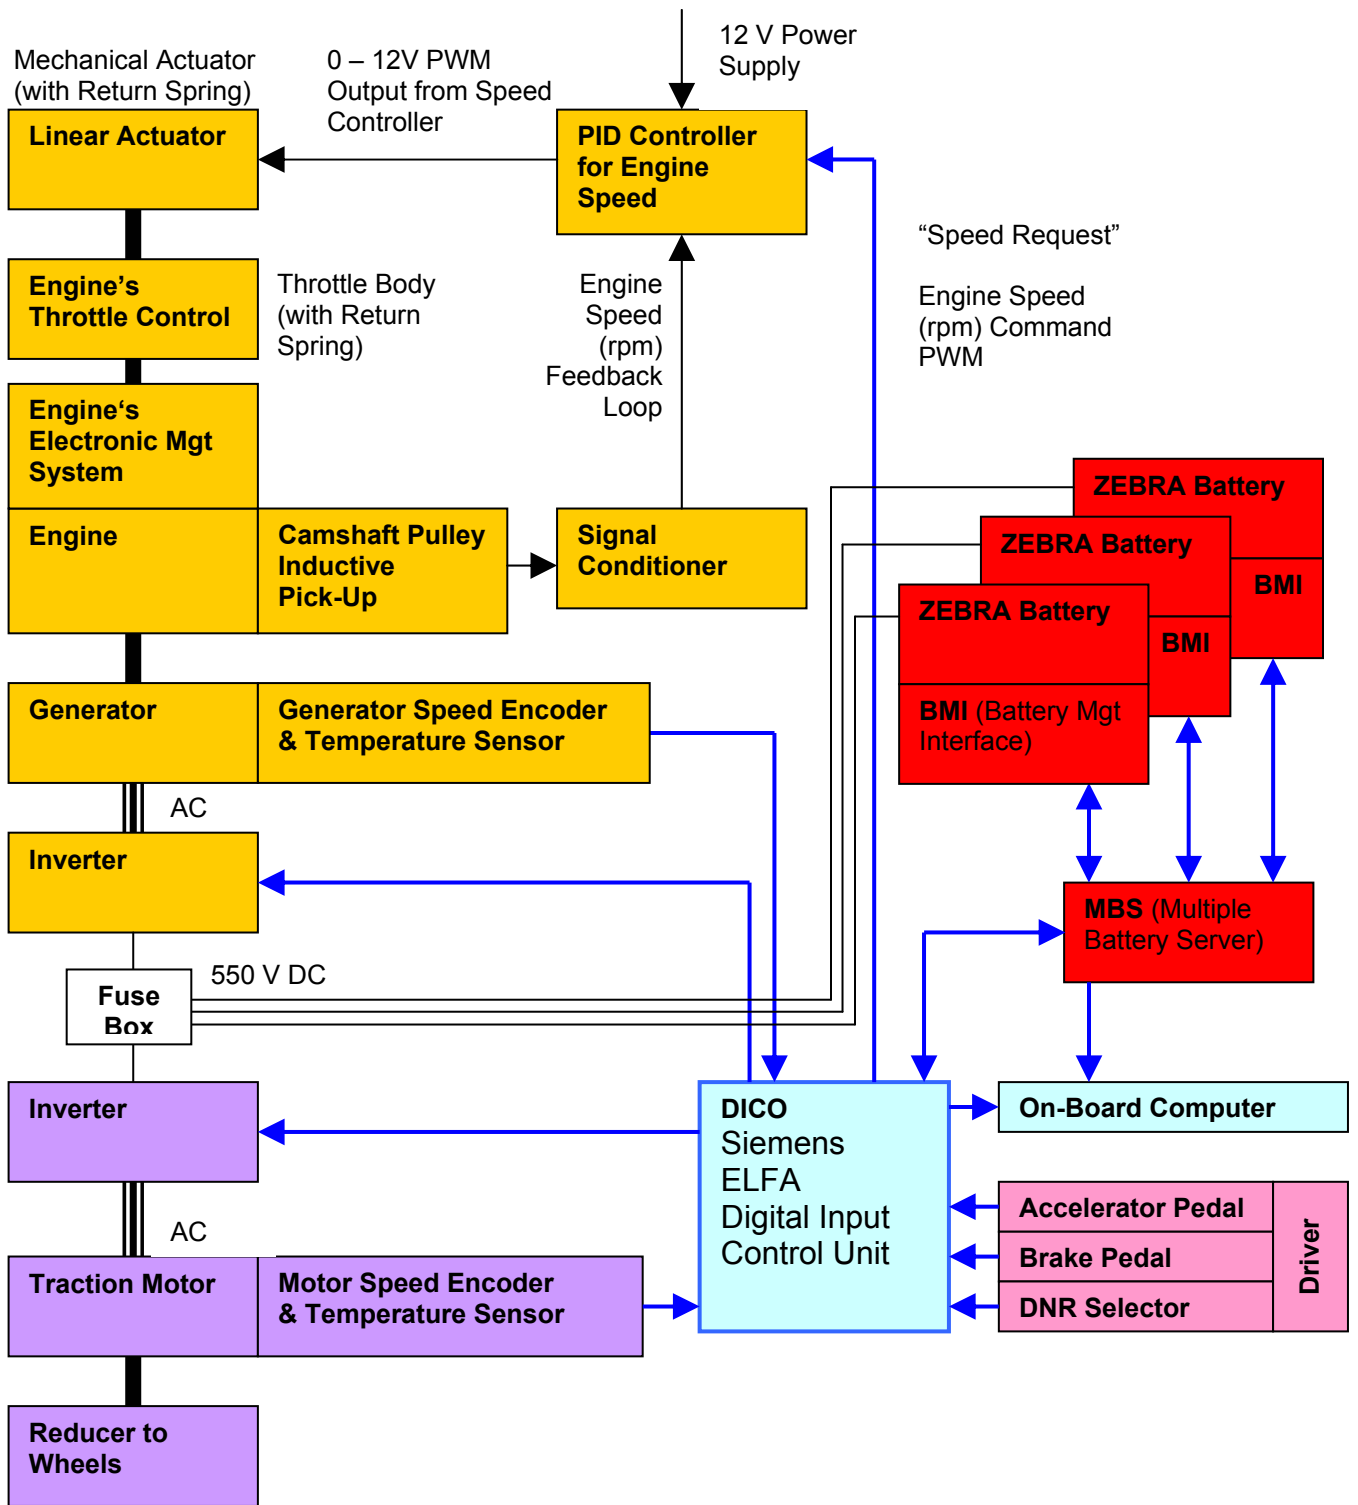 12 V Power
Supply
Mechanical Actuator
(with Return Spring)
0 – 12V PWM
Output from Speed
Controller
Linear Actuator
PID Controller
for Engine
Speed
"Speed Request"
Engine Speed
(rpm) Command
PWM
Engine's
Throttle Control
Throttle Body
(with Return
Spring)
Engine
Speed
(rpm)
Feedback
Loop
Engine‘s
Electronic Mgt
System
Engine
Camshaft Pulley
Inductive
Pick-Up
Signal
Conditioner
ZEBRA Battery
BMI
ZEBRA Battery
BMI
ZEBRA Battery
BMI (Battery Mgt
Interface)
Generator
Generator Speed Encoder
& Temperature Sensor
AC
Inverter
MBS (Multiple
Battery Server)
550 V DC
Fuse
Box
Inverter
DICO
Siemens
ELFA
Digital Input
Control Unit
On-Board Computer
Accelerator Pedal
Brake Pedal
DNR Selector
Driver
AC
Traction Motor
Motor Speed Encoder
& Temperature Sensor
Reducer to
Wheels